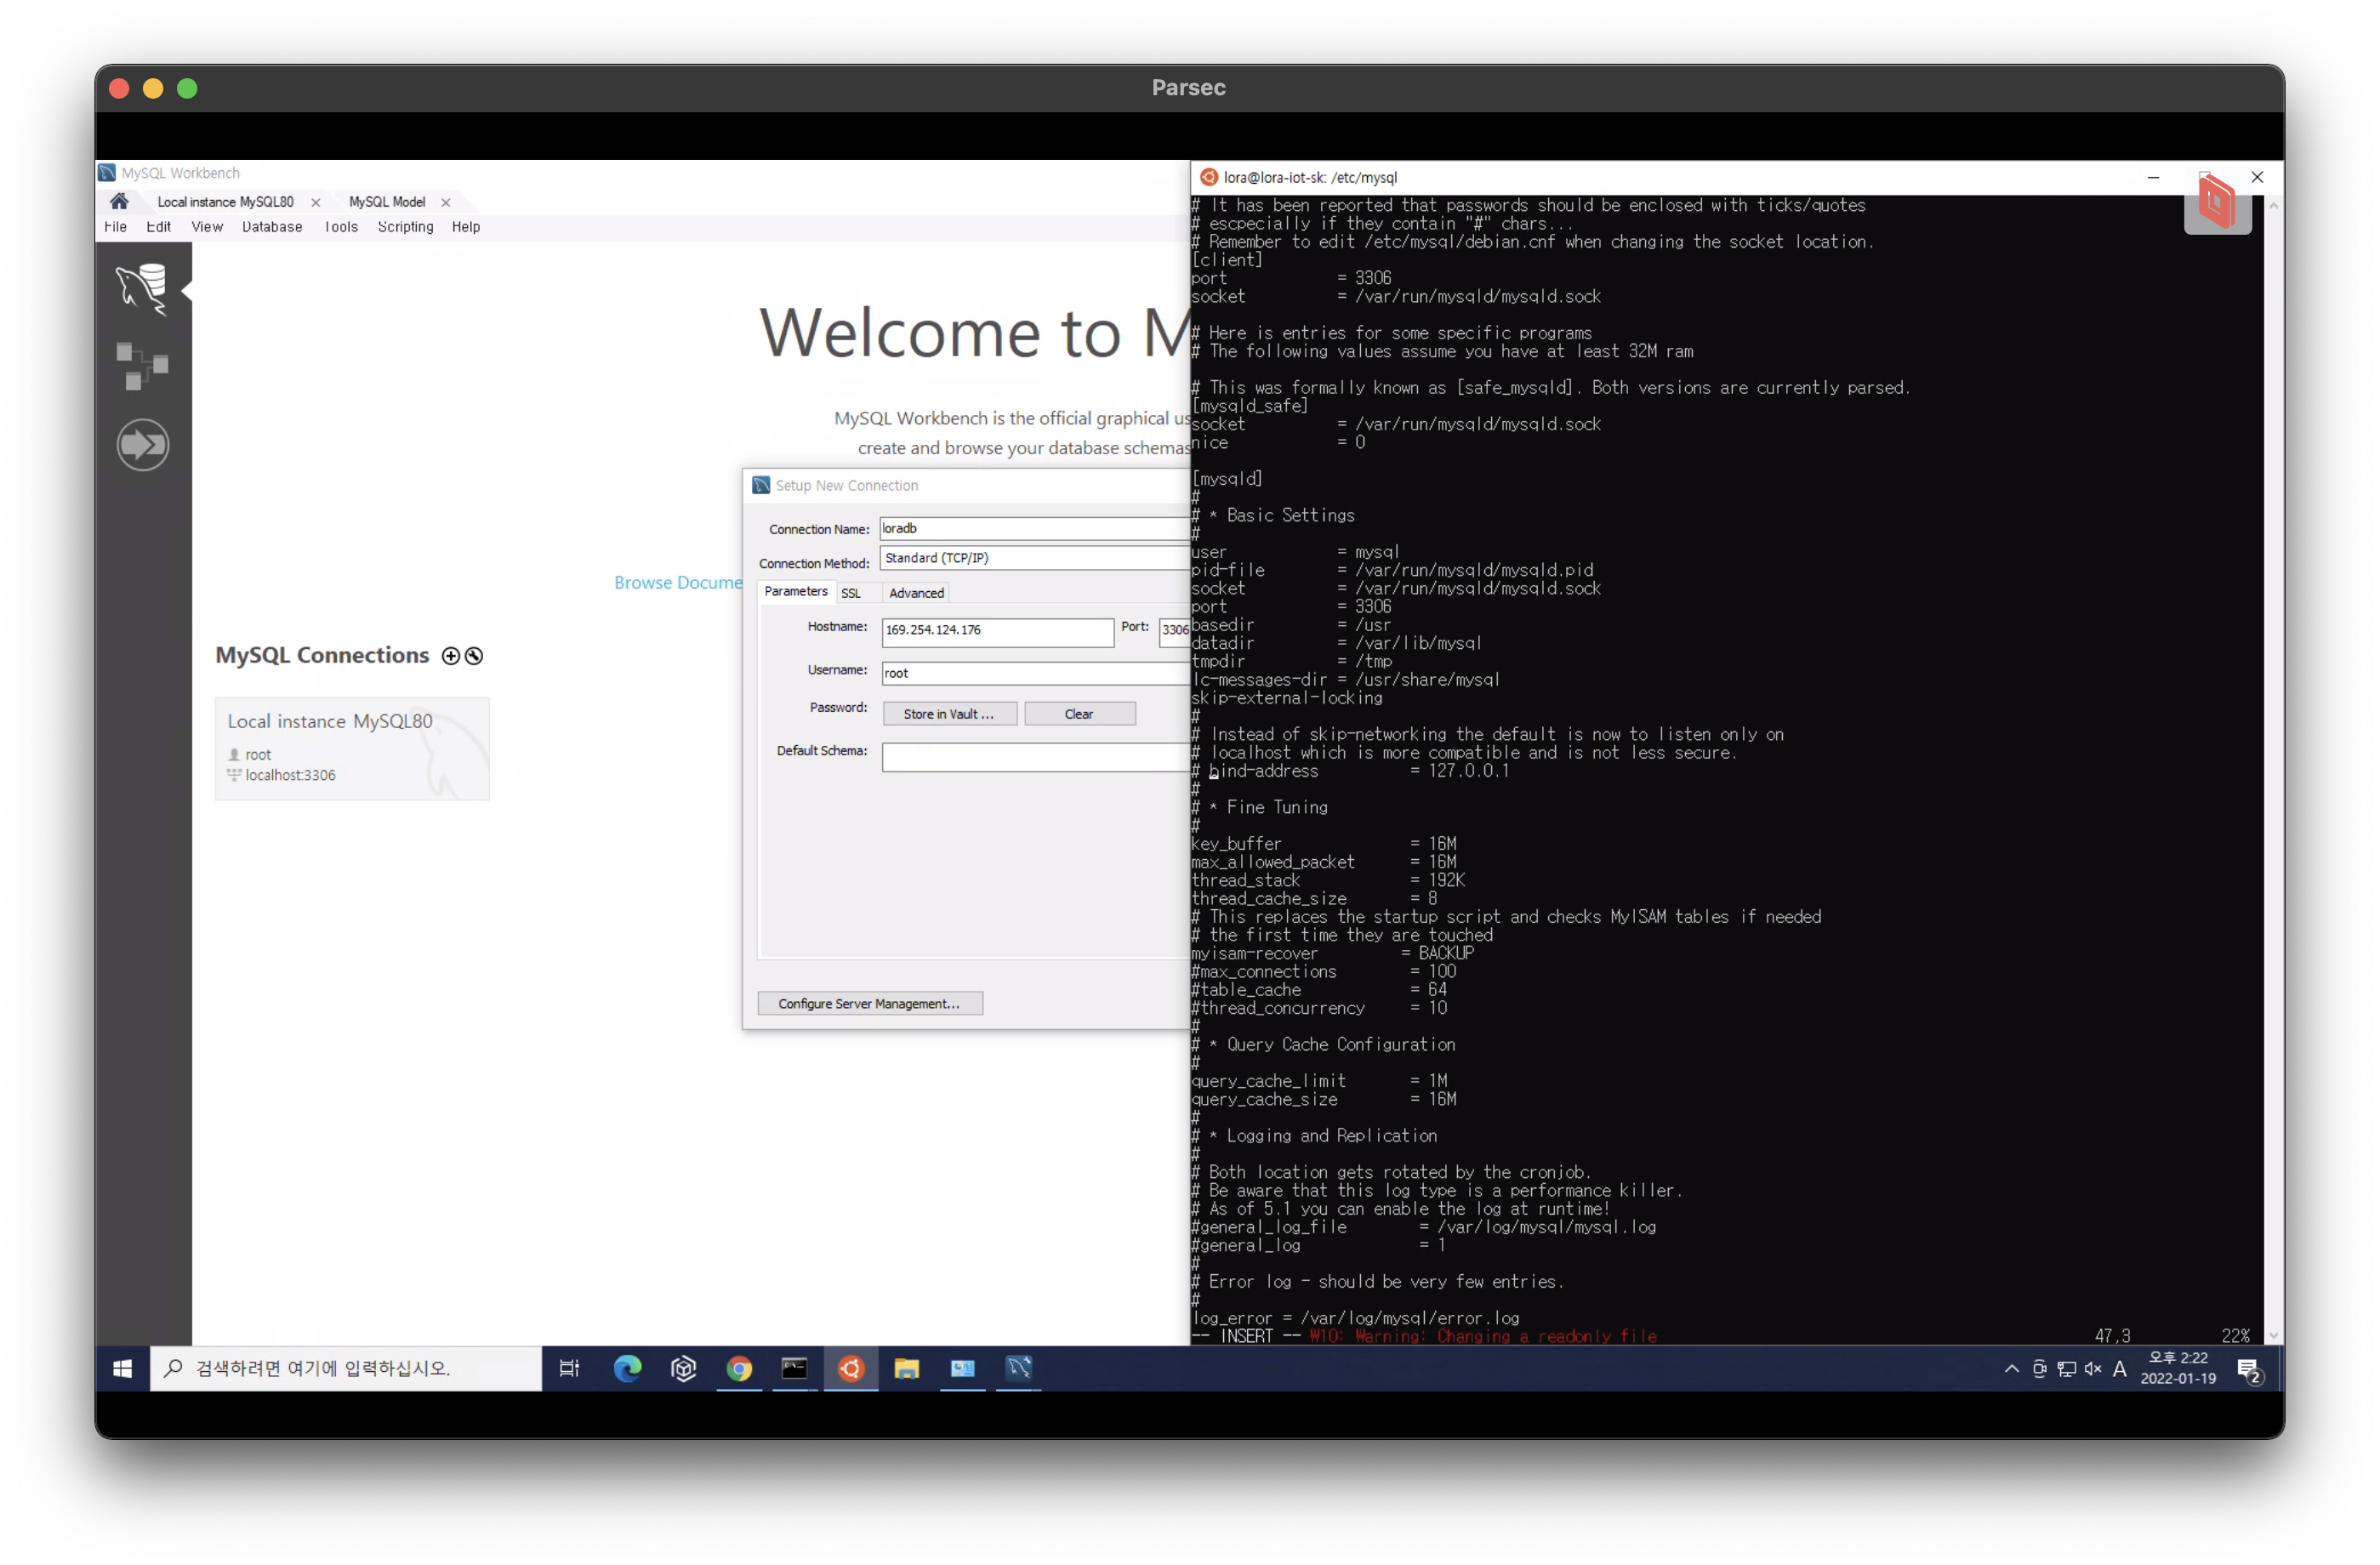 Parsec
MySQL Workbench
Local instance MySQL80
MySQL Model
File Edit View Database Tools Scripting Help
Welcome to M
MySQL Workbench is the official graphical us
create and browse your database schemas
Browse Docume
MySQL Connections
Local instance MySQL80
root
localhost:3306
Setup New Connection
Connection Name: loradb
Connection Method: Standard (TCP/IP)
Parameters SSL Advanced
Hostname: 169.254.124.176 Port: 3306
Username: root
Password: Store in Vault ... Clear
Default Schema:
Configure Server Management...
lora@lora-iot-sk: /etc/mysql
# It has been reported that passwords should be enclosed with ticks/quotes
# escpecially if they contain "#" chars...
# Remember to edit /etc/mysql/debian.cnf when changing the socket location.
[client]
port = 3306
socket = /var/run/mysqld/mysqld.sock
# Here is entries for some specific programs
# The following values assume you have at least 32M ram
# This was formally known as [safe_mysqld]. Both versions are currently parsed.
[mysqld_safe]
socket = /var/run/mysqld/mysqld.sock
nice = 0
[mysqld]
#
# * Basic Settings
#
user = mysql
pid-file = /var/run/mysqld/mysqld.pid
socket = /var/run/mysqld/mysqld.sock
port = 3306
basedir = /usr
datadir = /var/lib/mysql
tmpdir = /tmp
lc-messages-dir = /usr/share/mysql
skip-external-locking
#
# Instead of skip-networking the default is now to listen only on
# localhost which is more compatible and is not less secure.
# bind-address = 127.0.0.1
#
# * Fine Tuning
#
key_buffer = 16M
max_allowed_packet = 16M
thread_stack = 192K
thread_cache_size = 8
# This replaces the startup script and checks MyISAM tables if needed
# the first time they are touched
myisam-recover = BACKUP
#max_connections = 100
#table_cache = 64
#thread_concurrency = 10
#
# * Query Cache Configuration
#
query_cache_limit = 1M
query_cache_size = 16M
#
# * Logging and Replication
#
# Both location gets rotated by the cronjob.
# Be aware that this log type is a performance killer.
# As of 5.1 you can enable the log at runtime!
#general_log_file = /var/log/mysql/mysql.log
#general_log = 1
#
# Error log - should be very few entries.
#
log_error = /var/log/mysql/error.log
-- INSERT -- W10: Warning: Changing a readonly file 47,3 22%
검색하려면 여기에 입력하십시오.
A
오후 2:22
2022-01-19
2